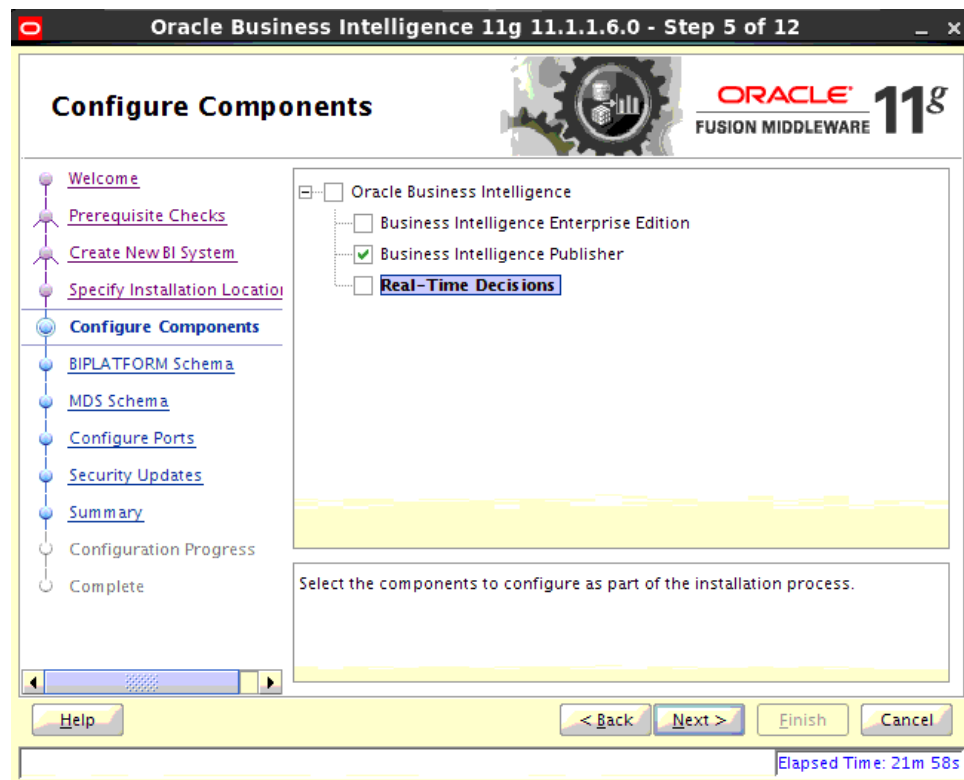 Oracle Business Intelligence 11g 11.1.1.6.0 - Step 5 of 12
Configure Components
ORACLE
FUSION MIDDLEWARE
11g
Welcome
Prerequisite Checks
Create New BI System
Specify Installation Location
Configure Components
BIPLATFORM Schema
MDS Schema
Configure Ports
Security Updates
Summary
Configuration Progress
Complete
Oracle Business Intelligence
Business Intelligence Enterprise Edition
Business Intelligence Publisher
Real-Time Decisions
Select the components to configure as part of the installation process.
Help
< Back
Next >
Finish
Cancel
Elapsed Time: 21m 58s